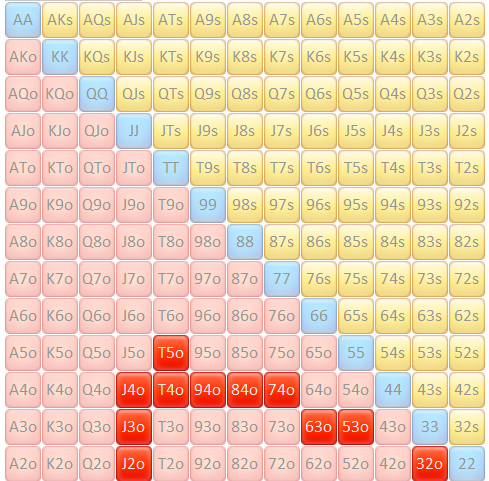 AA AKs AQs AJs ATs A9s A8s A7s A6s A5s A4s A3s A2s
AKo KK KQs KJs KTs K9s K8s K7s K6s K5s K4s K3s K2s
AQo KQo QQ QJs QTs Q9s Q8s Q7s Q6s Q5s Q4s Q3s Q2s
AJo KJo QJo JJ JTs J9s J8s J7s J6s J5s J4s J3s J2s
ATo KTo QTo JTo TT T9s T8s T7s T6s T5s T4s T3s T2s
A9o K9o Q9o J9o T9o 99 98s 97s 96s 95s 94s 93s 92s
A8o K8o Q8o J8o T8o 98o 88 87s 86s 85s 84s 83s 82s
A7o K7o Q7o J7o T7o 97o 87o 77 76s 75s 74s 73s 72s
A6o K6o Q6o J6o T6o 96o 86o 76o 66 65s 64s 63s 62s
A5o K5o Q5o J5o T5o 95o 85o 75o 65o 55 54s 53s 52s
A4o K4o Q4o J4o T4o 94o 84o 74o 64o 54o 44 43s 42s
A3o K3o Q3o J3o T3o 93o 83o 73o 63o 53o 43o 33 32s
A2o K2o Q2o J2o T2o 92o 82o 72o 62o 52o 42o 32o 22